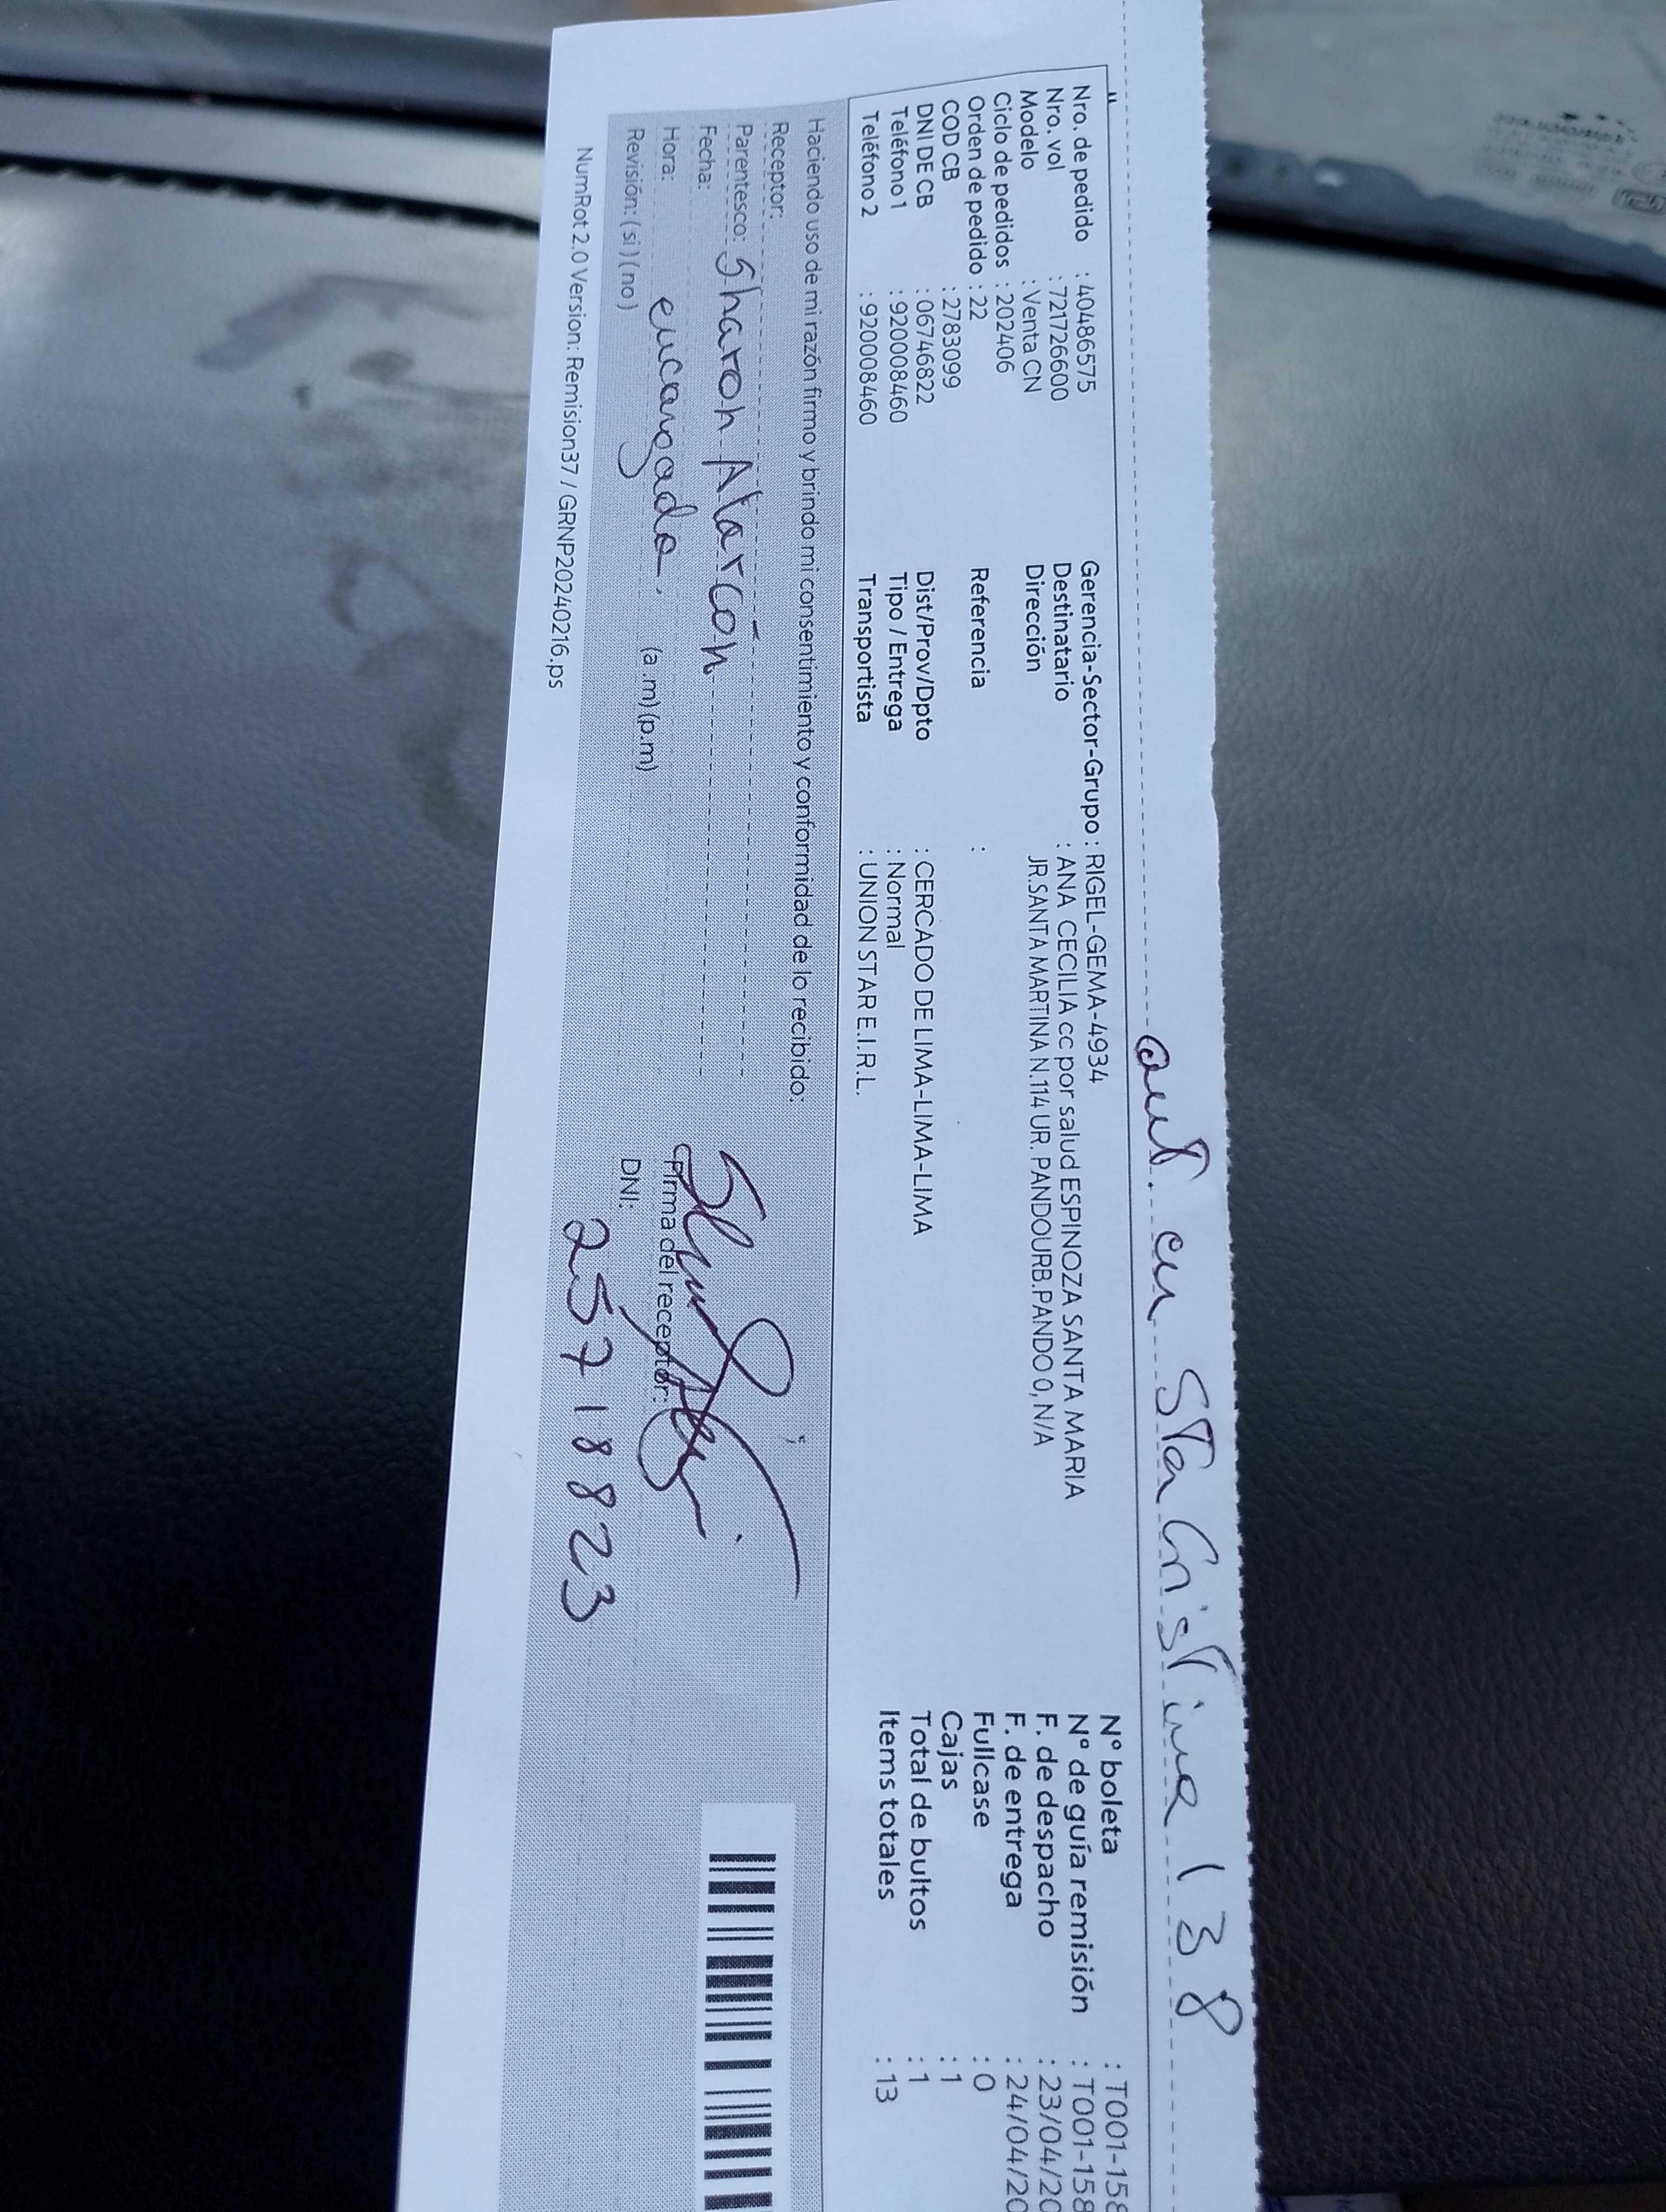 ent. en Sta Cristina 138
Nro. de pedido : 40486575
Nro. vol : 721726600
Modelo : Venta CN
Ciclo de pedidos : 202406
Orden de pedido : 22
COD CB : 2783099
DNI DE CB : 06746822
Teléfono 1 : 920008460
Teléfono 2 : 920008460
Gerencia-Sector-Grupo : RIGEL-GEMA-4934
Destinatario : ANA CECILIA cc por salud ESPINOZA SANTA MARIA
Dirección JR.SANTA MARTINA N.114 UR. PANDOURB.PANDO 0, N/A
Referencia :
Dist/Prov/Dpto : CERCADO DE LIMA-LIMA-LIMA
Tipo / Entrega : Normal
Transportista : UNION STAR E.I.R.L.
N° boleta : T001-158
N° de guía remisión : T001-158
F. de despacho : 23/04/20
F. de entrega : 24/04/20
Fullcase : 0
Cajas : 1
Total de bultos : 1
Items totales : 13
Haciendo uso de mi razón firmo y brindo mi consentimiento y conformidad de lo recibido:
Receptor:
Parentesco: Sharon Alarcón
Fecha:
Hora: encargada. (a.m) (p.m)
Revisión: ( si ) ( no )
Firma del receptor:
DNI: 25718823
NumRot 2.0 Version: Remision37 / GRNP20240216.ps